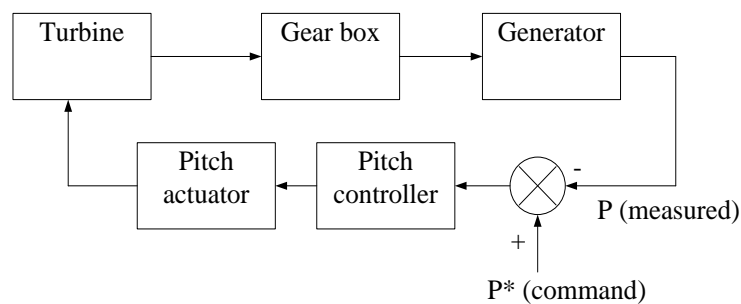 Turbine
Gear box
Generator
Pitch
actuator
Pitch
controller
-
P (measured)
+
P* (command)